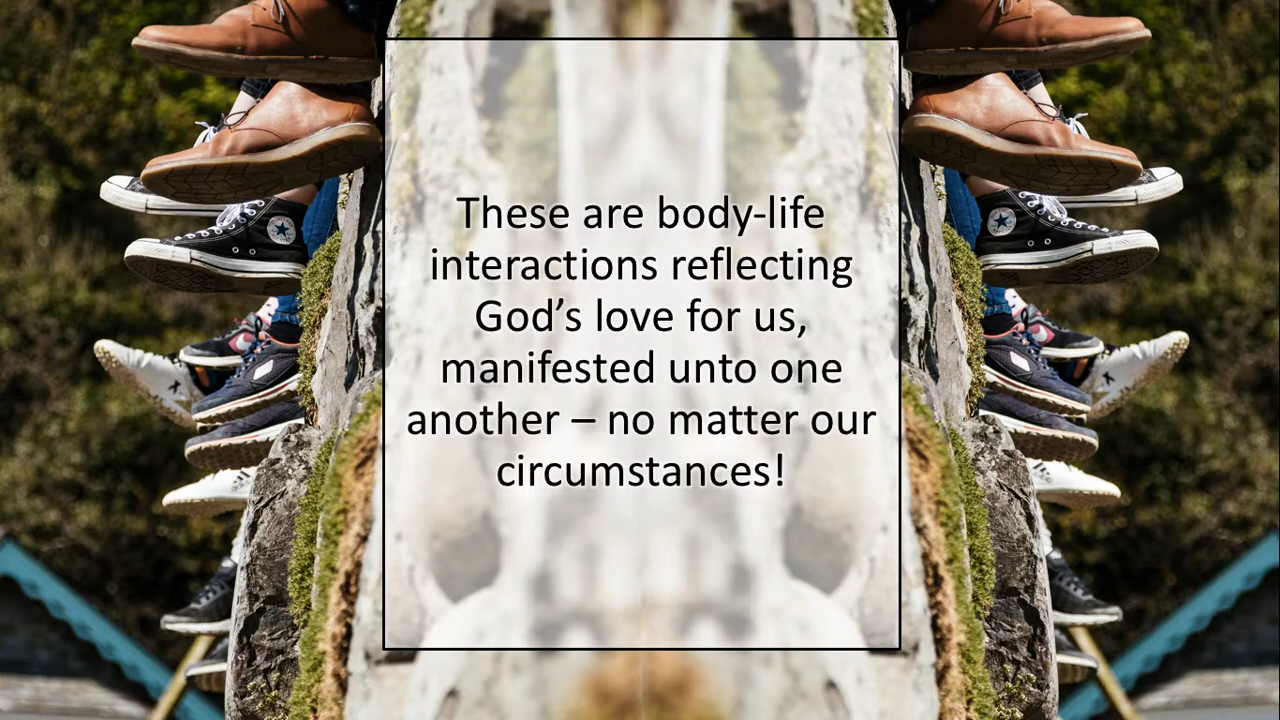 These are body-life
interactions reflecting
God’s love for us,
manifested unto one
another – no matter our
circumstances!